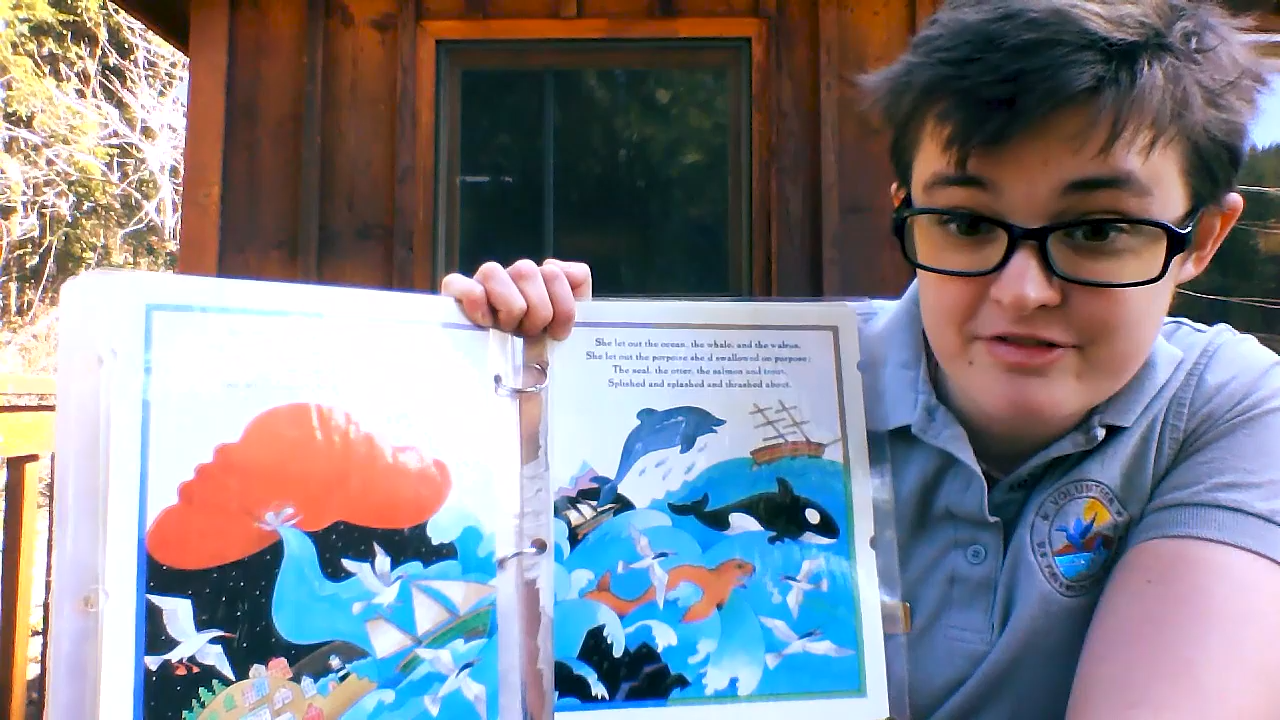 She let out the ocean, the whale, and the walrus,
She let out the porpoise she'd swallowed on purpose;
The seal, the otter, the salmon and trout,
Splished and splashed and thrashed about.
VOLUNTEER